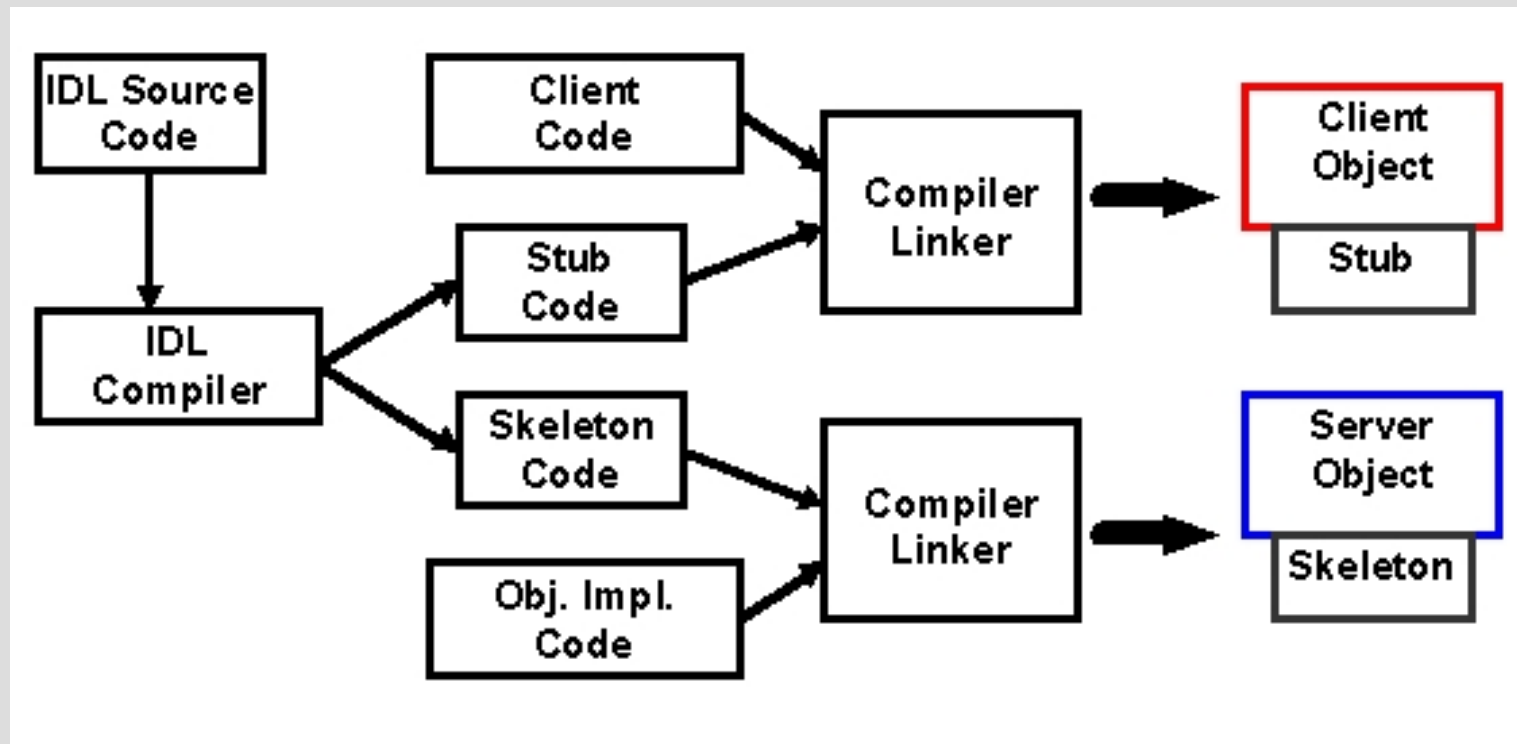 IDL Source
Code
Client
Code
Compiler
Linker
Client
Object
Stub
Stub
Code
IDL
Compiler
Skeleton
Code
Compiler
Linker
Server
Object
Skeleton
Obj. Impl.
Code